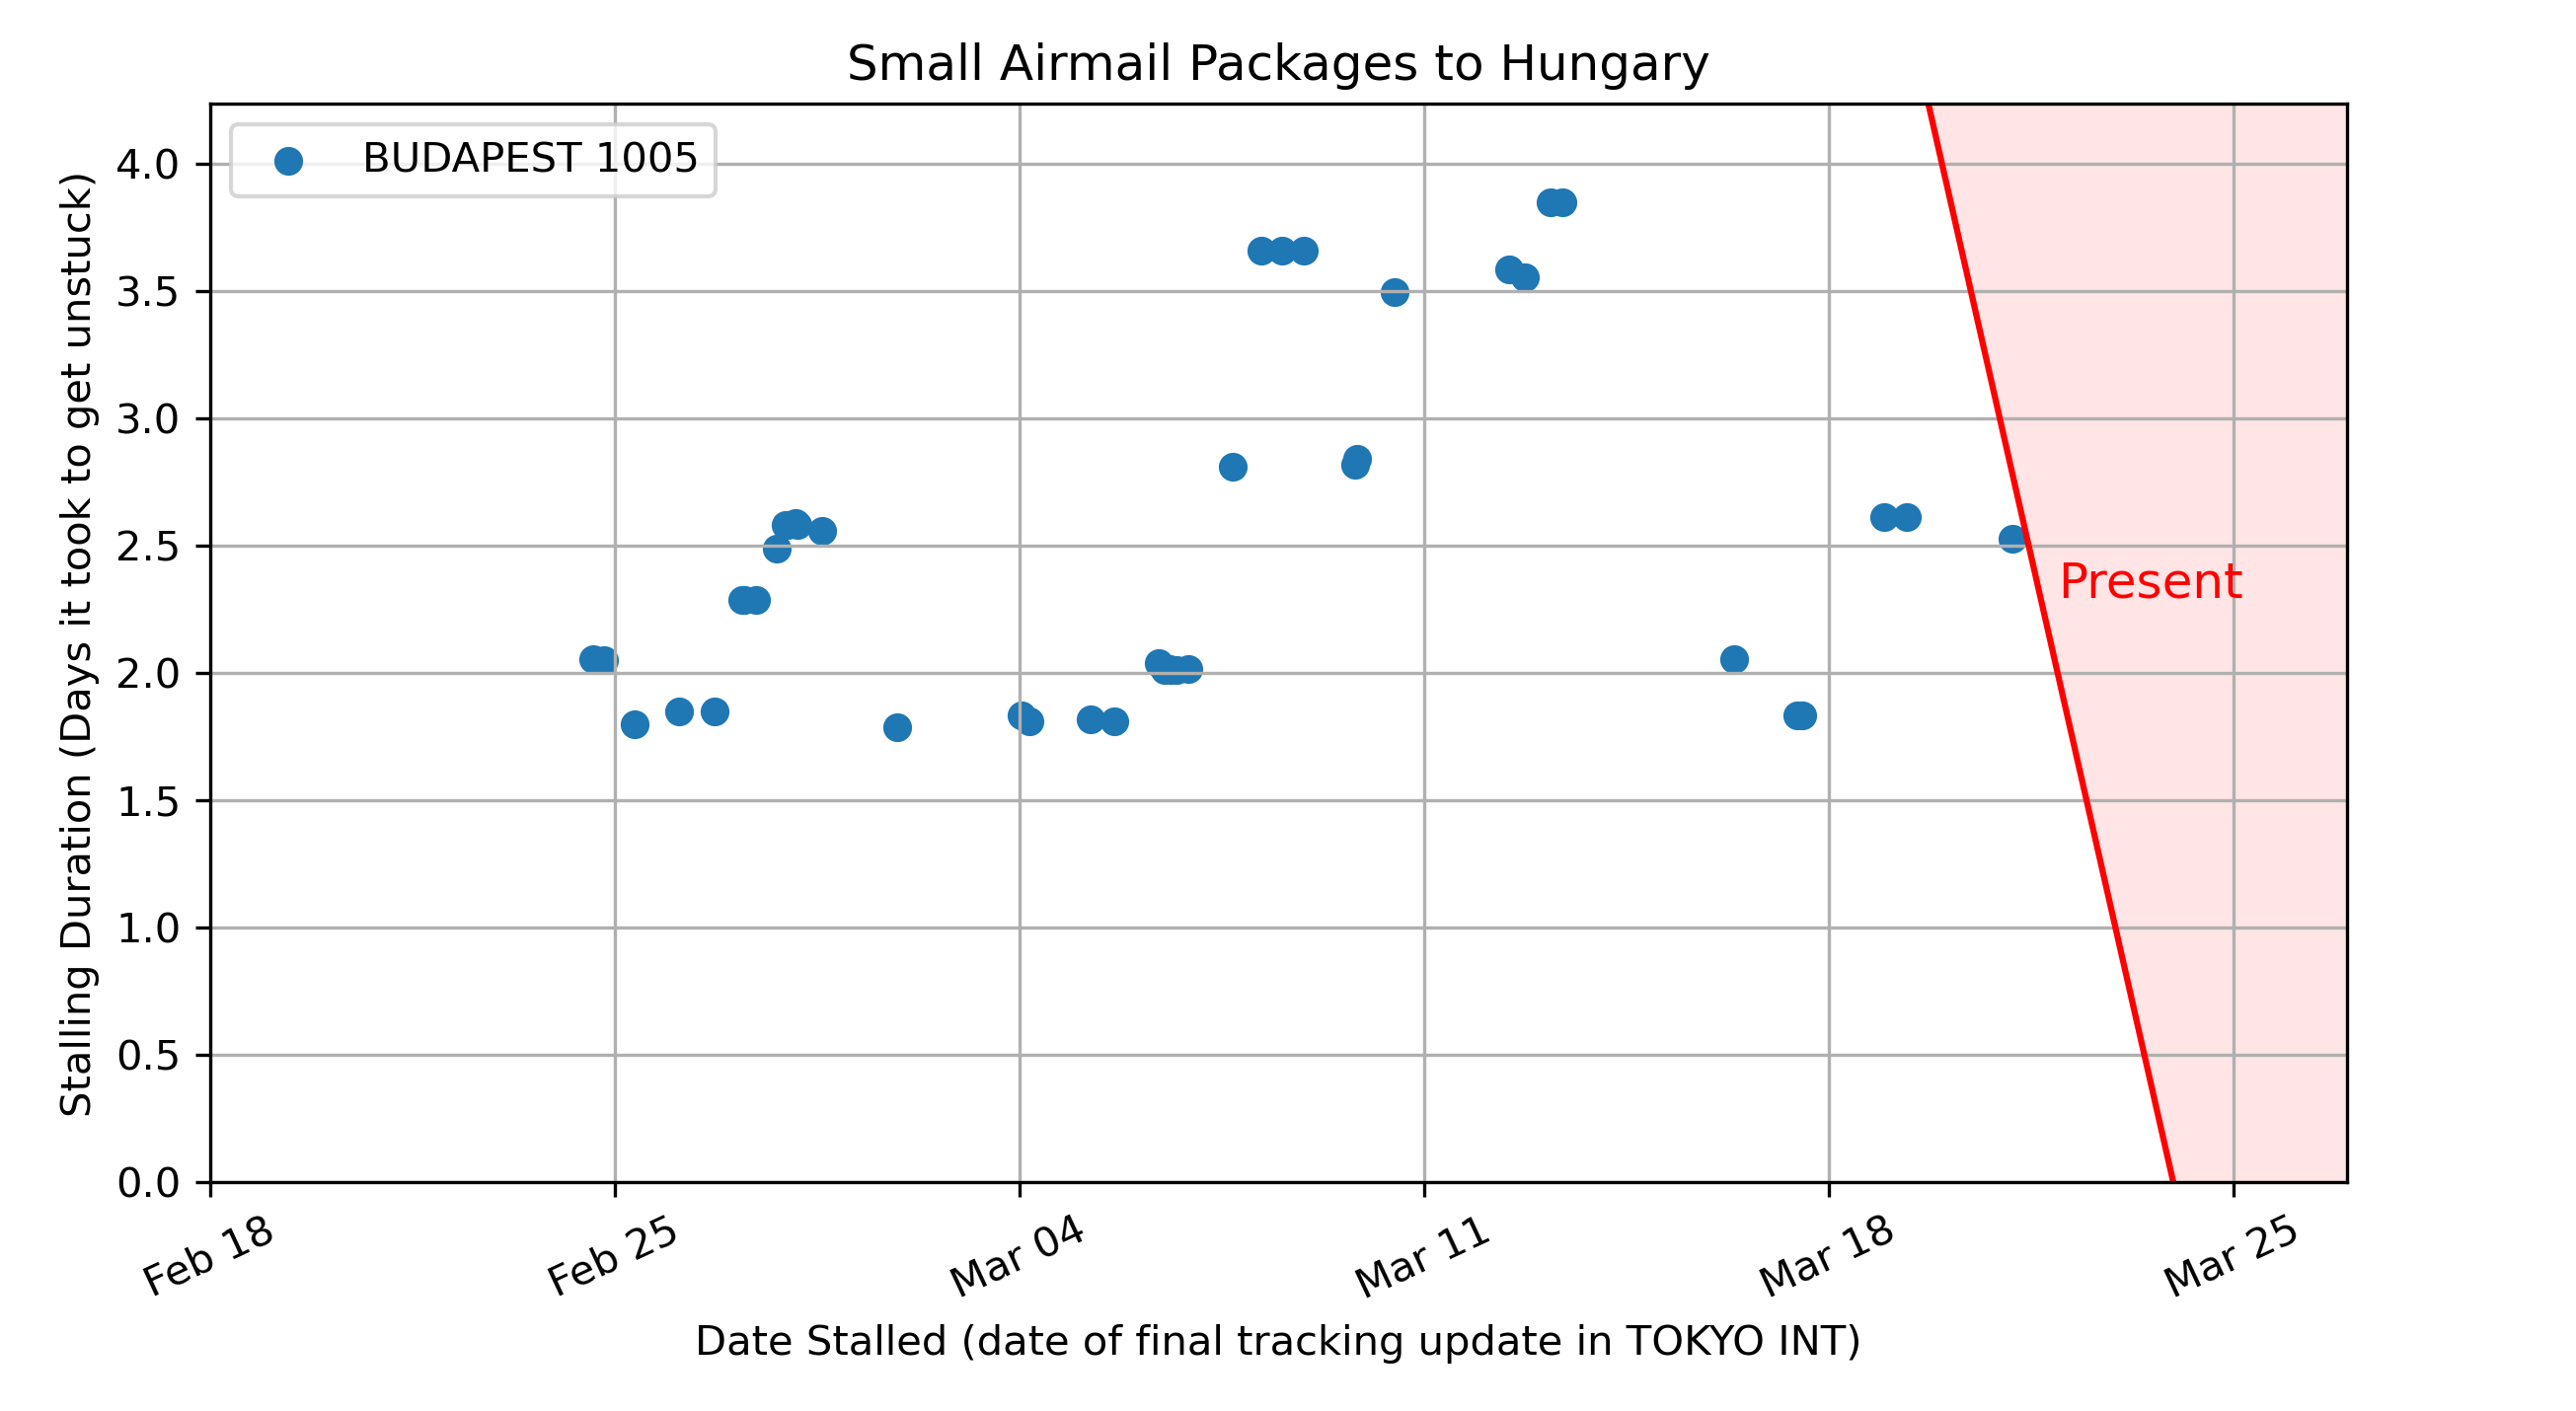 Small Airmail Packages to Hungary
BUDAPEST 1005
Stalling Duration (Days it took to get unstuck)
4.0
3.5
3.0
2.5
2.0
1.5
1.0
0.5
0.0
Present
Feb 18
Feb 25
Mar 04
Mar 11
Mar 18
Mar 25
Date Stalled (date of final tracking update in TOKYO INT)